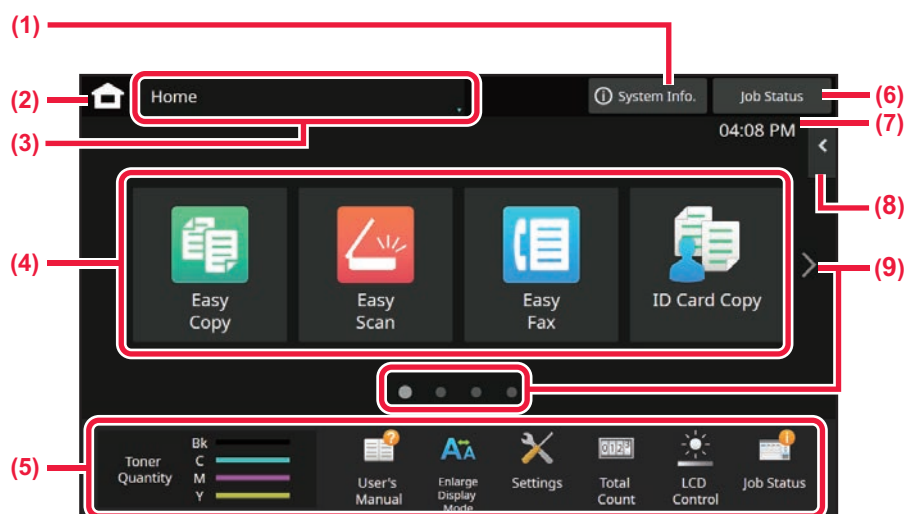 (1)
(2)
Home
System Info.
Job Status
(6)
(3)
04:08 PM
(7)
(8)
(4)
Easy
Copy
Easy
Scan
Easy
Fax
ID Card Copy
(9)
(5)
Toner
Quantity
Bk
C
M
Y
User's
Manual
Enlarge
Display
Mode
Settings
Total
Count
LCD
Control
Job Status